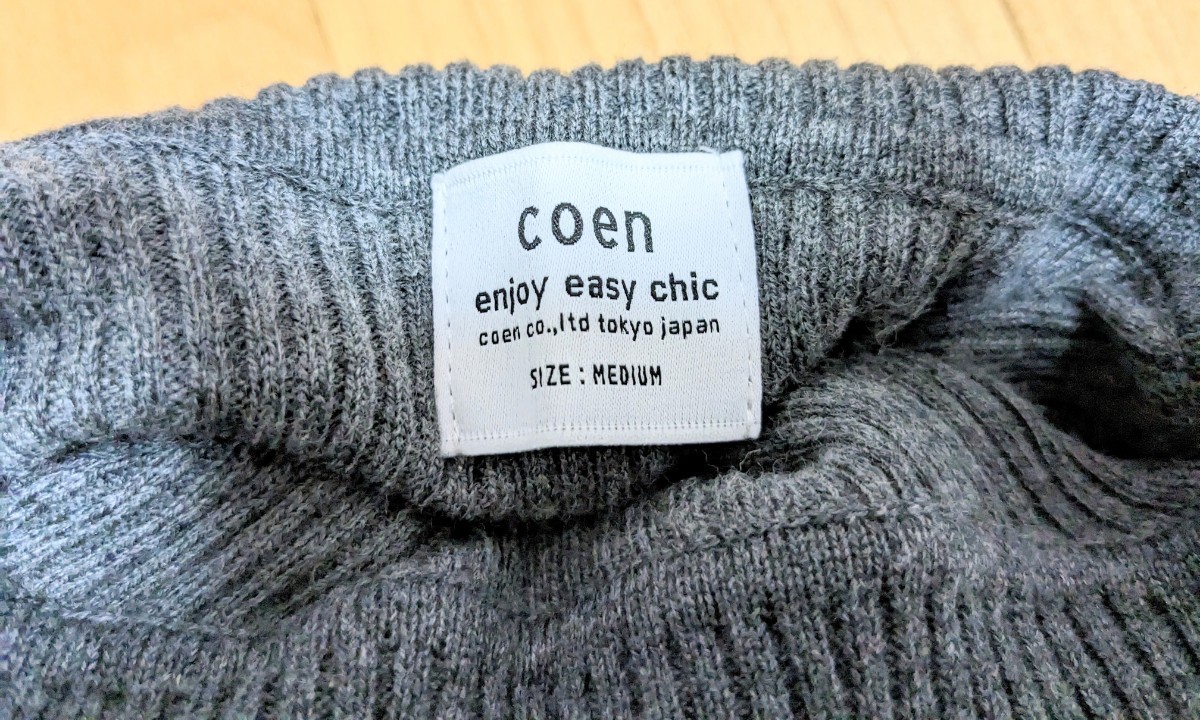 coen
enjoy easy chic
coen co.,ltd tokyo japan
SIZE : MEDIUM